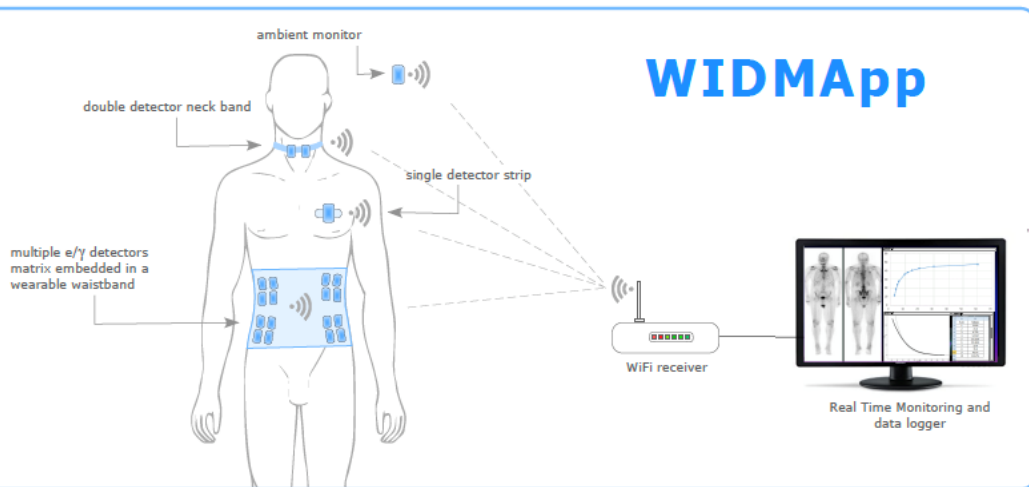 ambient monitor
WIDMApp
double detector neck band
single detector strip
multiple e/γ detectors
matrix embedded in a
wearable waistband
WiFi receiver
Real Time Monitoring and
data logger